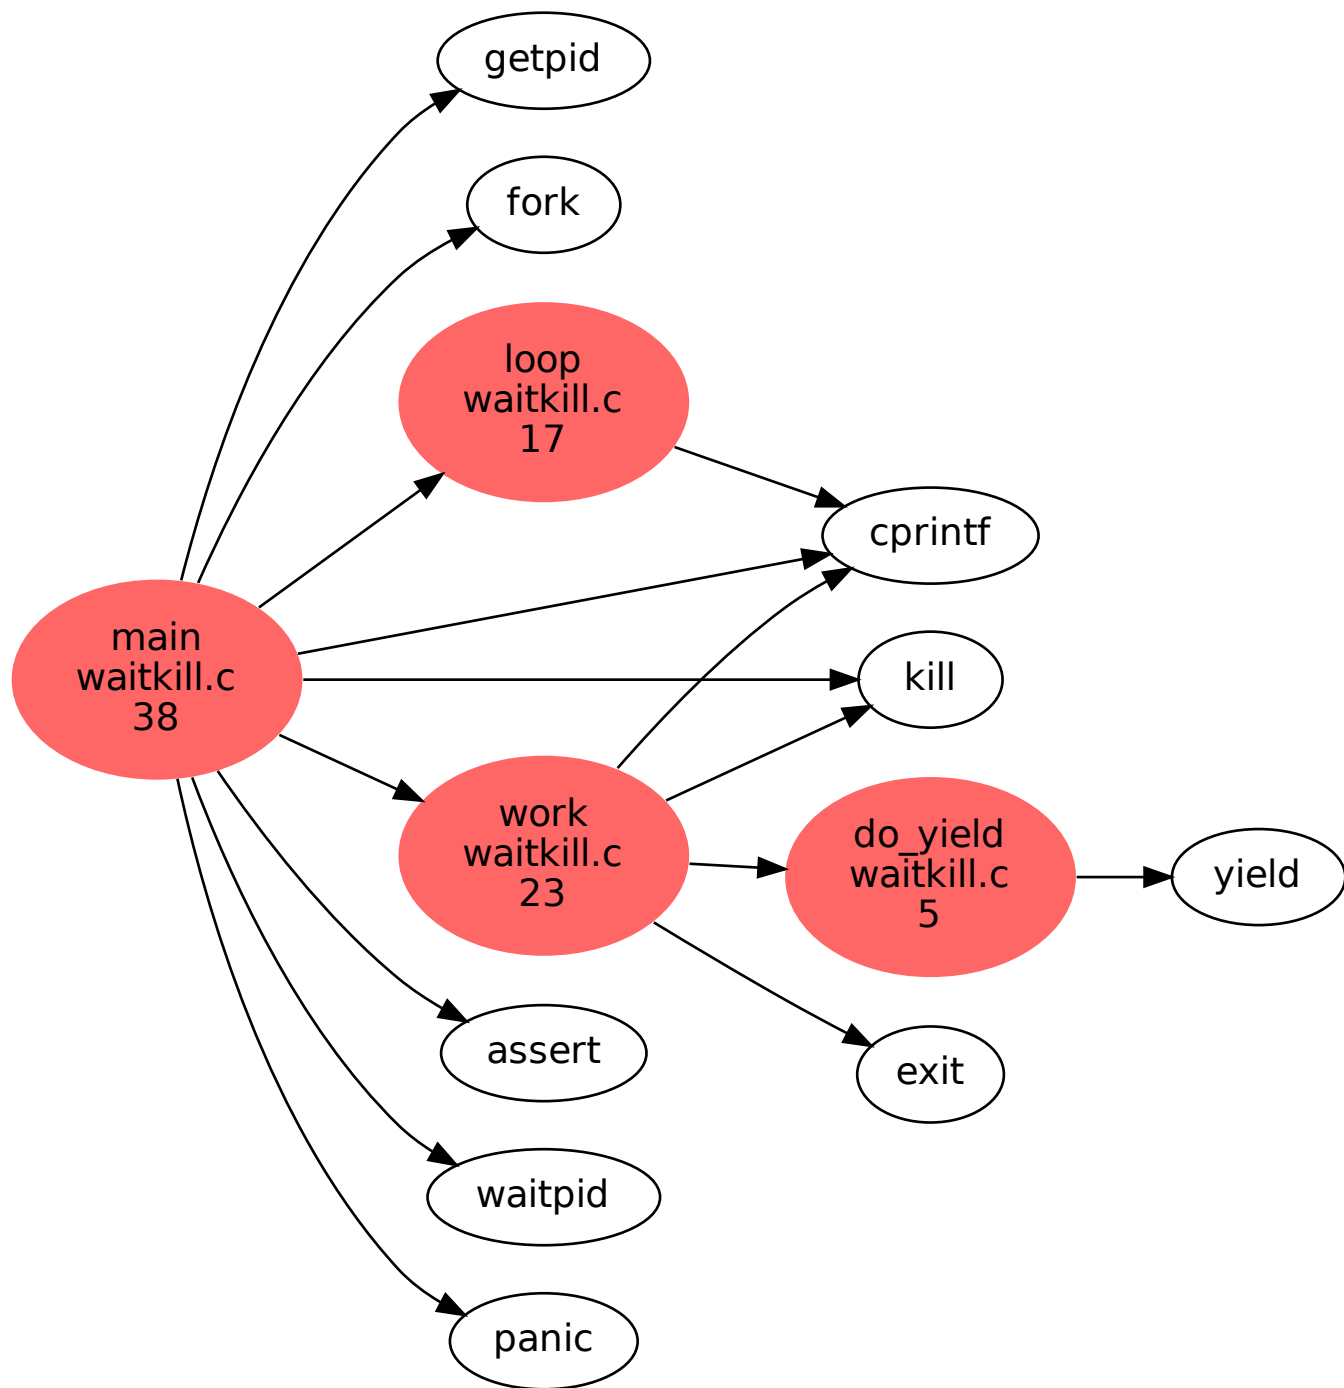 getpid
fork
loop
waitkill.c
17
cprintf
main
waitkill.c
38
kill
work
waitkill.c
23
do_yield
waitkill.c
5
yield
assert
exit
waitpid
panic